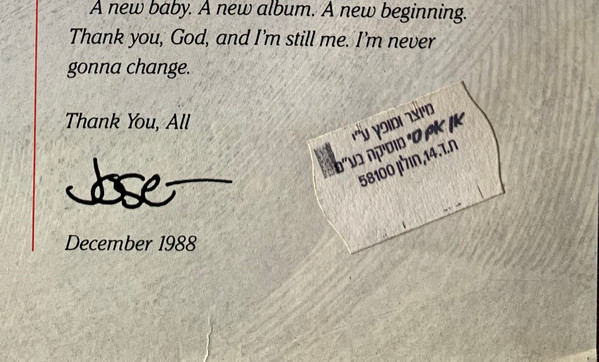 A new baby. A new album. A new beginning.
Thank you, God, and I'm still me. I'm never
gonna change.
Thank You, All
Jose
December 1988
מיוצר ומופץ ע"י
אן אם סי מוסיקה בע"מ
ת.ד.14, חולון 58100